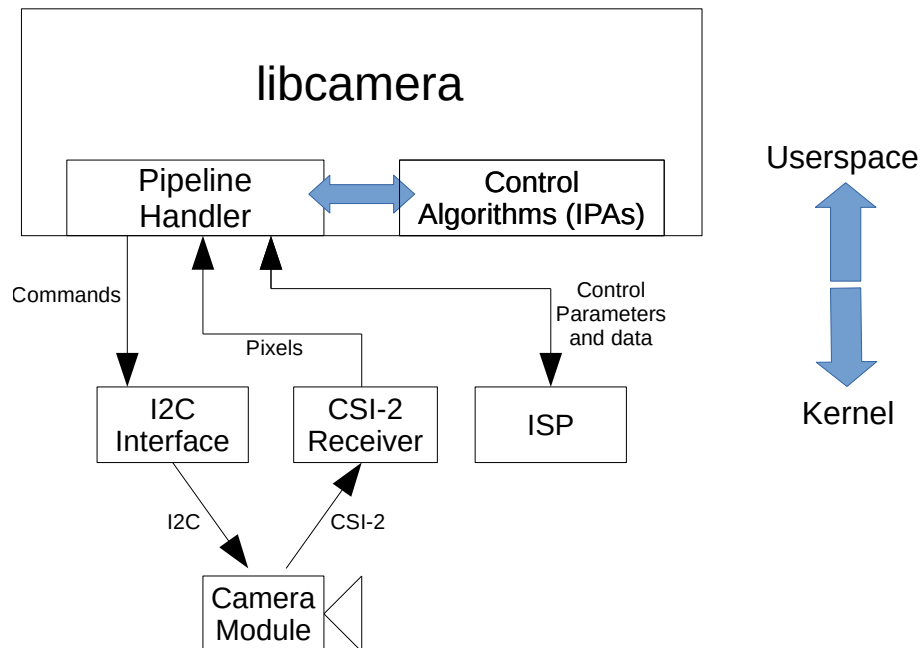 libcamera
Pipeline
Handler
Control
Algorithms (IPAs)
Userspace
Commands
Pixels
Control
Parameters
and data
I2C
Interface
CSI-2
Receiver
ISP
Kernel
I2C
CSI-2
Camera
Module